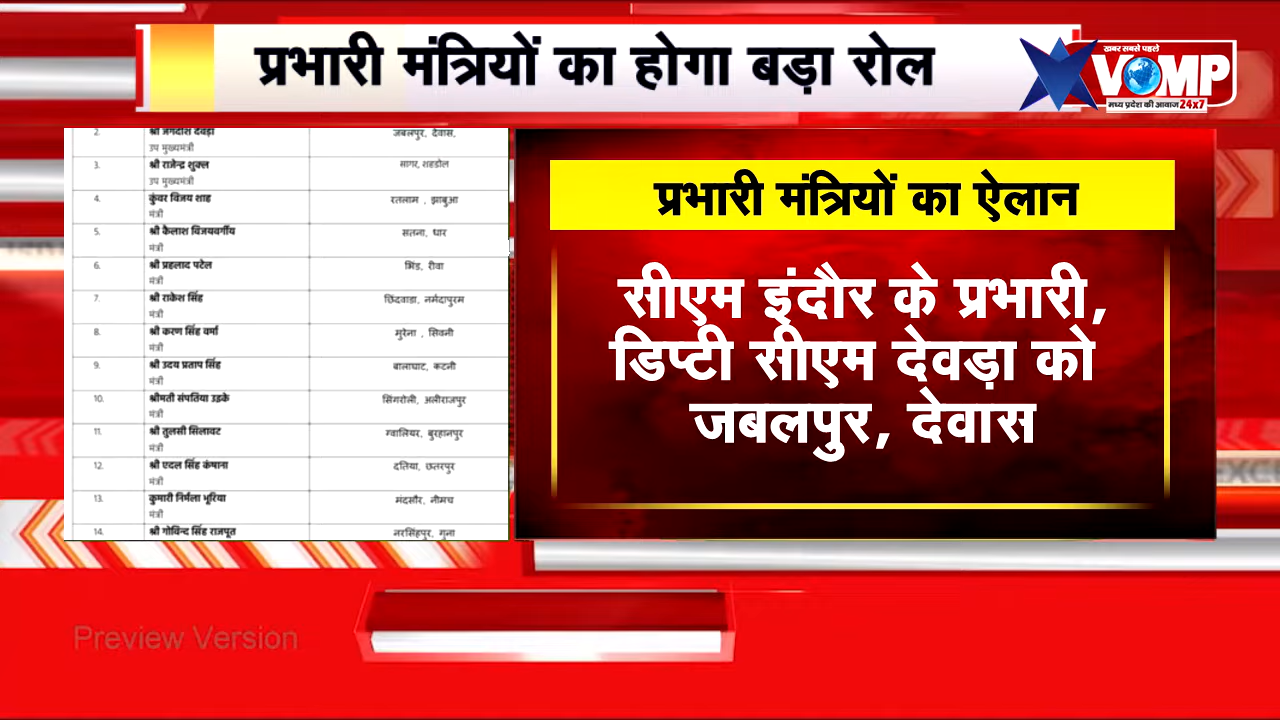 प्रभारी मंत्रियों का होगा बड़ा रोल
ख़बर सबसे पहले
VOMP
मध्य प्रदेश की आवाज 24x7
2. श्री जगदीश देवड़ा जबलपुर, देवास,
उप मुख्यमंत्री
3. श्री राजेन्द्र शुक्ल सागर, शहडोल
उप मुख्यमंत्री
4. कुंवर विजय शाह रतलाम , झाबुआ
मंत्री
5. श्री कैलाश विजयवर्गीय सतना, धार
मंत्री
6. श्री प्रहलाद पटेल भिंड, रीवा
मंत्री
7. श्री राकेश सिंह छिंदवाडा, नर्मदापुरम
मंत्री
8. श्री करण सिंह वर्मा मुरैना , सिवनी
मंत्री
9. श्री उदय प्रताप सिंह बालाघाट, कटनी
मंत्री
10. श्रीमती संपतिया उइके सिंगरोली, अलीराजपुर
मंत्री
11. श्री तुलसी सिलावट ग्वालियर, बुरहानपुर
मंत्री
12. श्री एदल सिंह कंषाना दतिया, छतरपुर
मंत्री
13. कुमारी निर्मला भूरिया मंदसौर, नीमच
मंत्री
14. श्री गोविन्द सिंह राजपूत नरसिंहपुर, गुना
प्रभारी मंत्रियों का ऐलान
सीएम इंदौर के प्रभारी,
डिप्टी सीएम देवड़ा को
जबलपुर, देवास
Preview Version